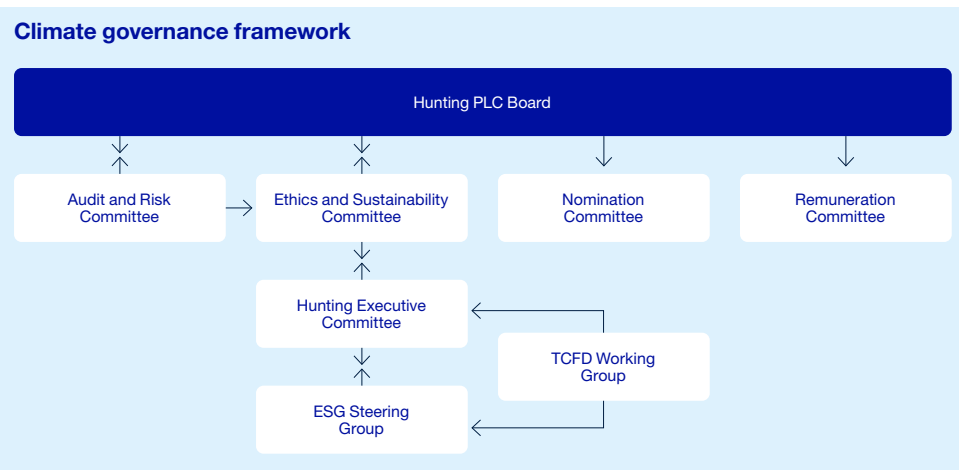 Climate governance framework
Hunting PLC Board
Audit and Risk
Committee
Ethics and Sustainability
Committee
Nomination
Committee
Remuneration
Committee
Hunting Executive
Committee
TCFD Working
Group
ESG Steering
Group